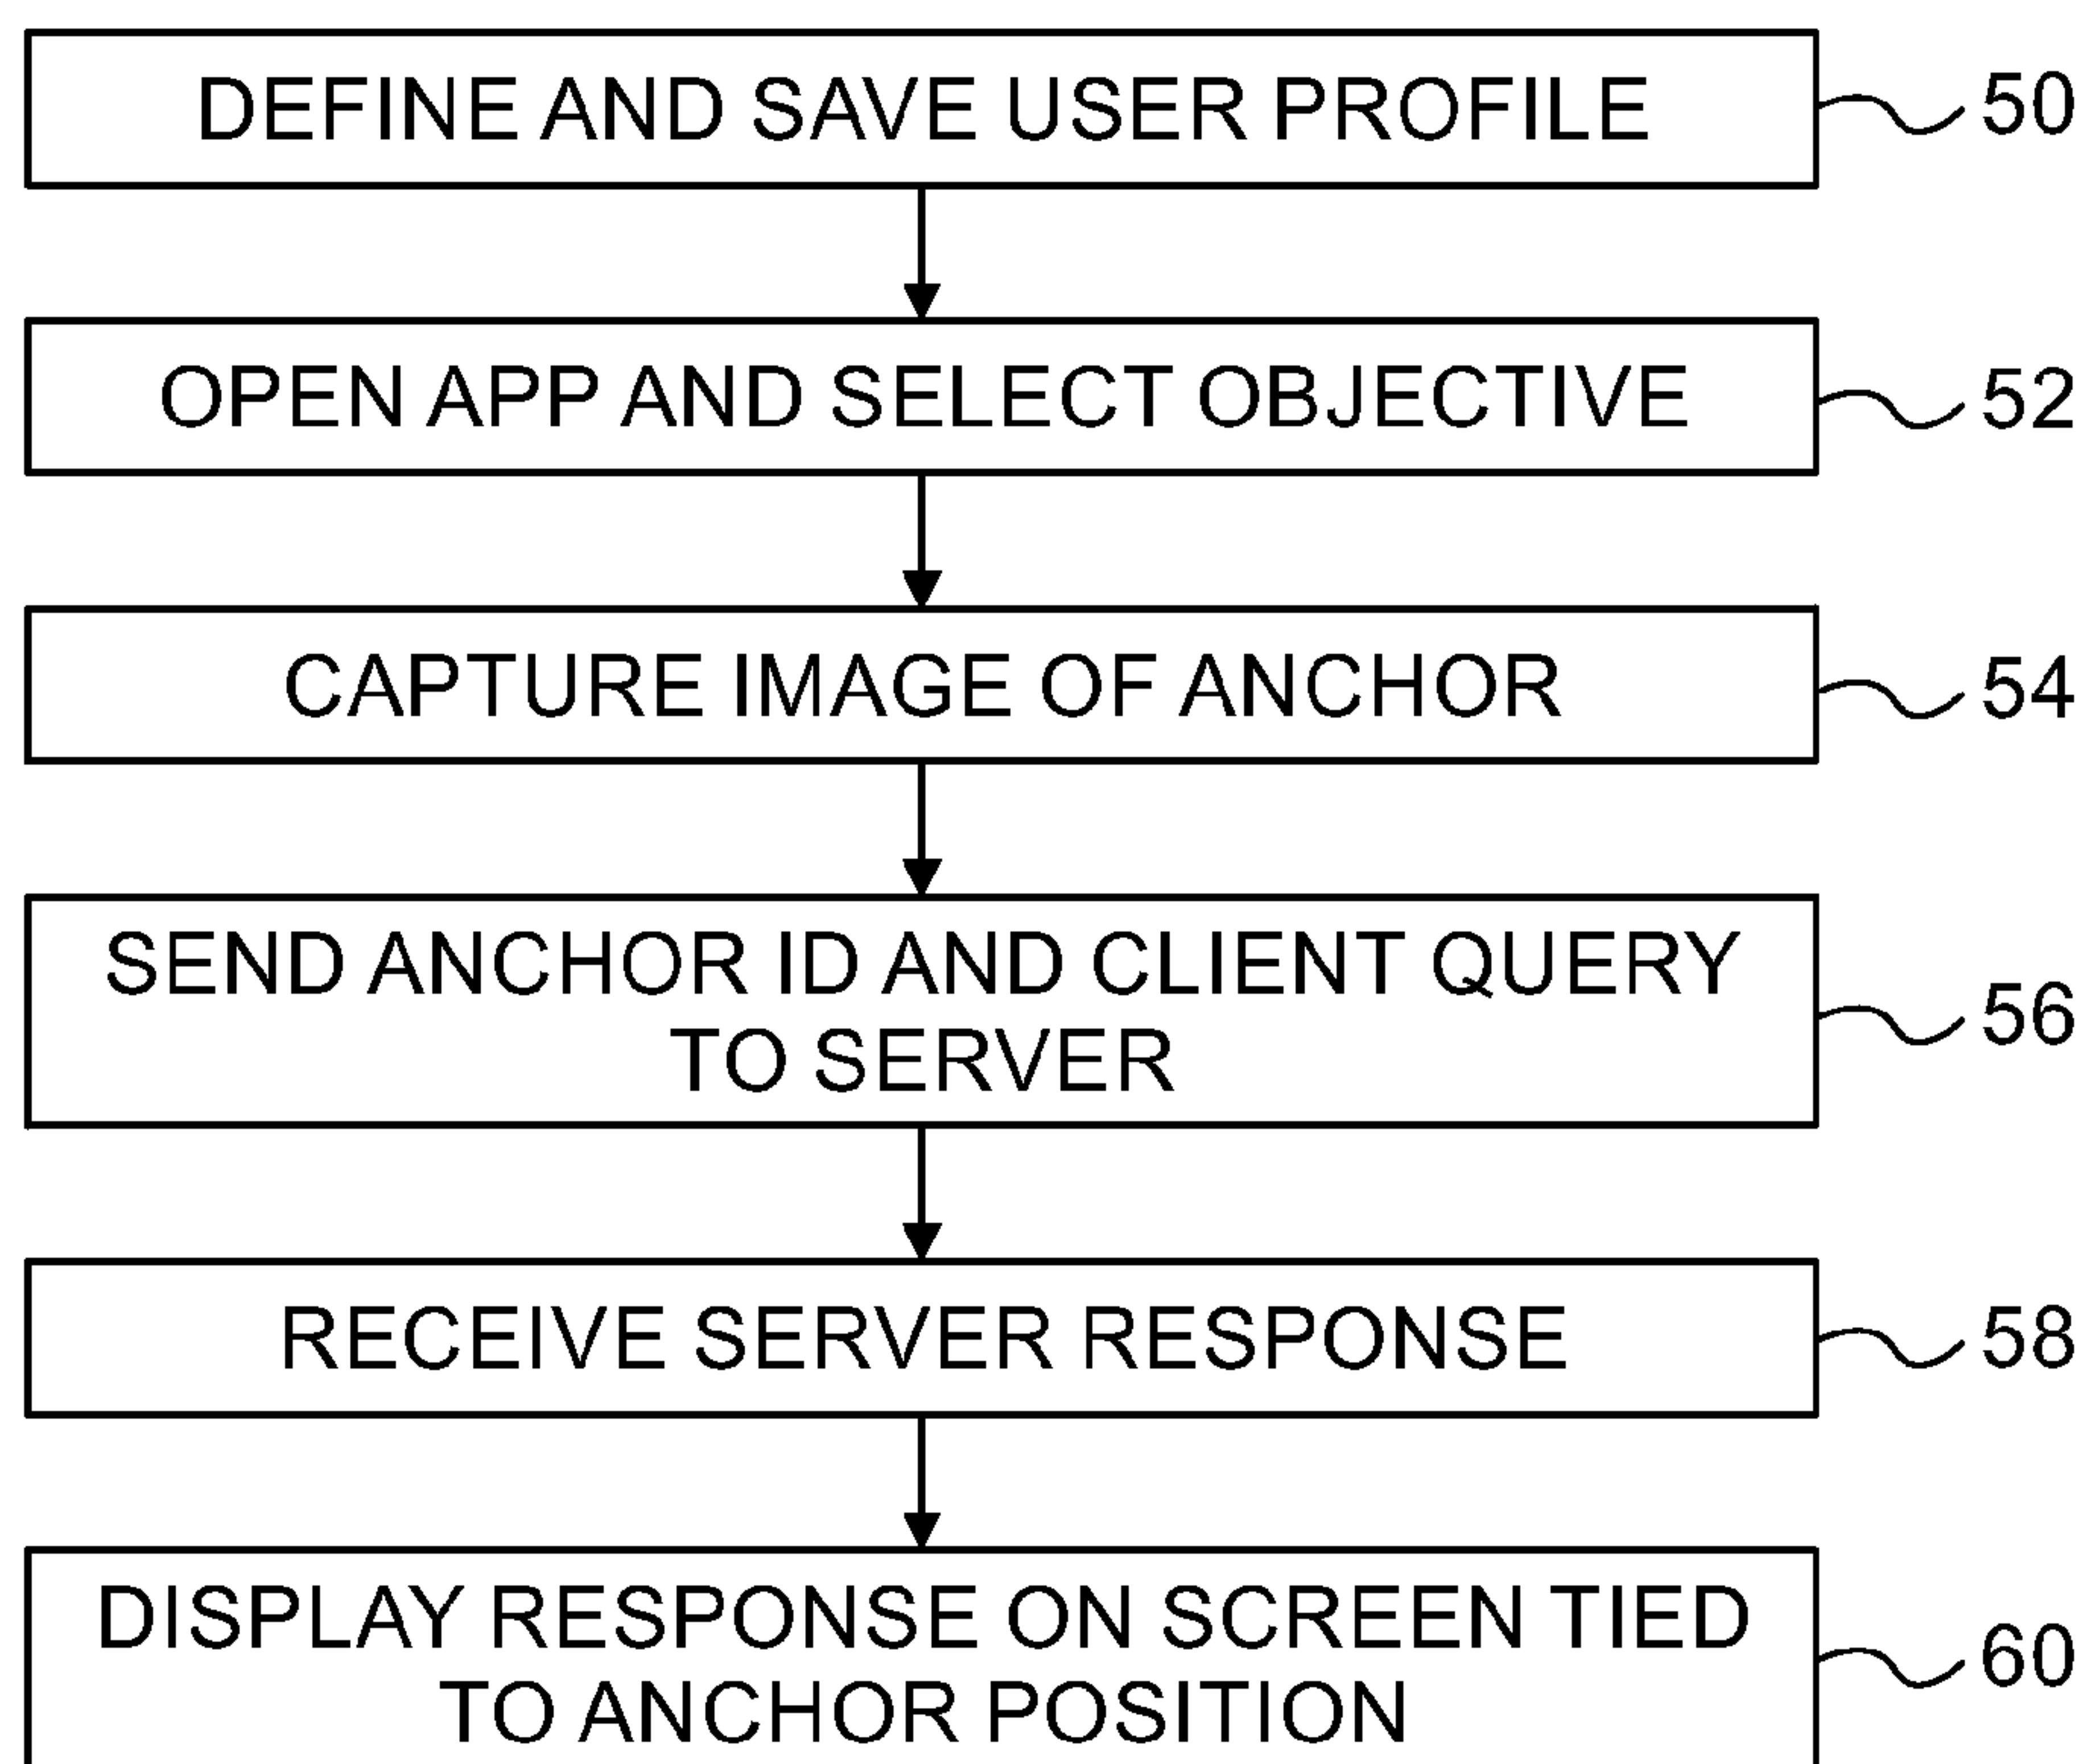 DEFINE AND SAVE USER PROFILE
50
OPEN APP AND SELECT OBJECTIVE
52
CAPTURE IMAGE OF ANCHOR
54
SEND ANCHOR ID AND CLIENT QUERY
TO SERVER
56
RECEIVE SERVER RESPONSE
58
DISPLAY RESPONSE ON SCREEN TIED
TO ANCHOR POSITION
60